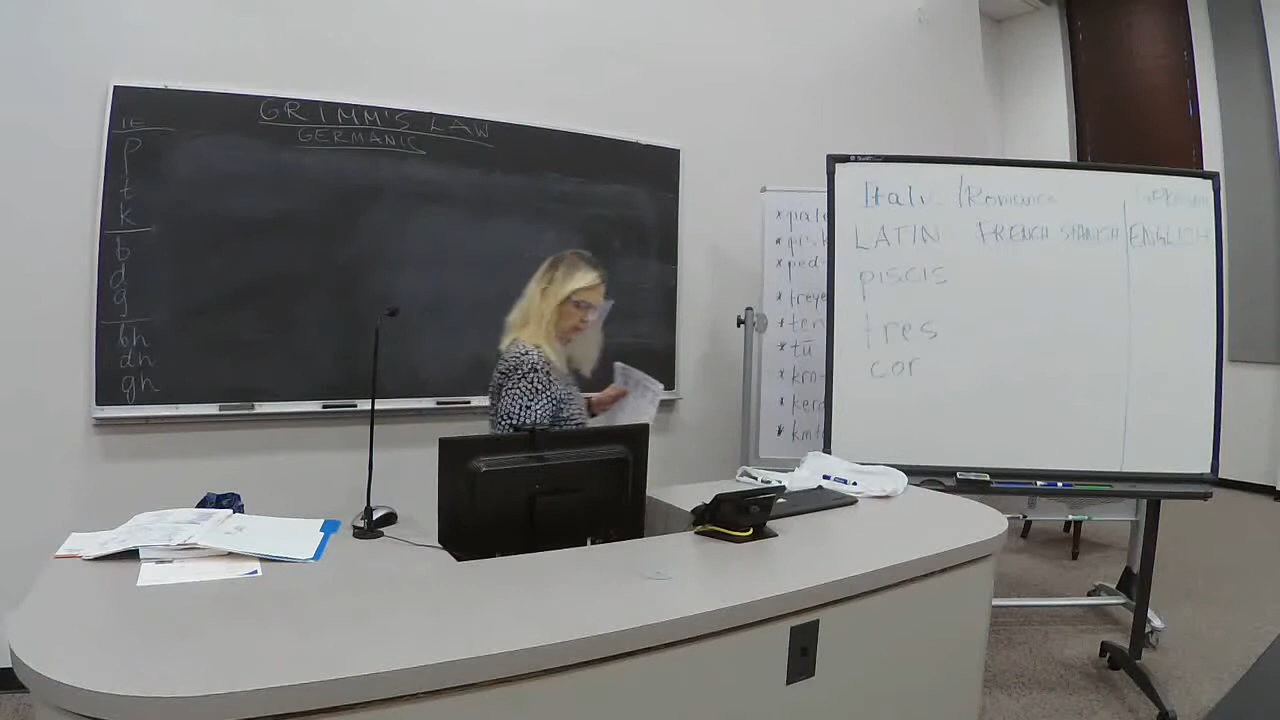 GRIMM'S LAW
GERMANIC
IE
p
t
k
b
d
g
bh
dh
gh
*pate
*pisk
*ped-
*treye
*ten
*tū
*krn-
*kerd
*kmt
Italic /Romance
LATIN FRENCH SPANISH ENGLISH
piscis
tres
cor